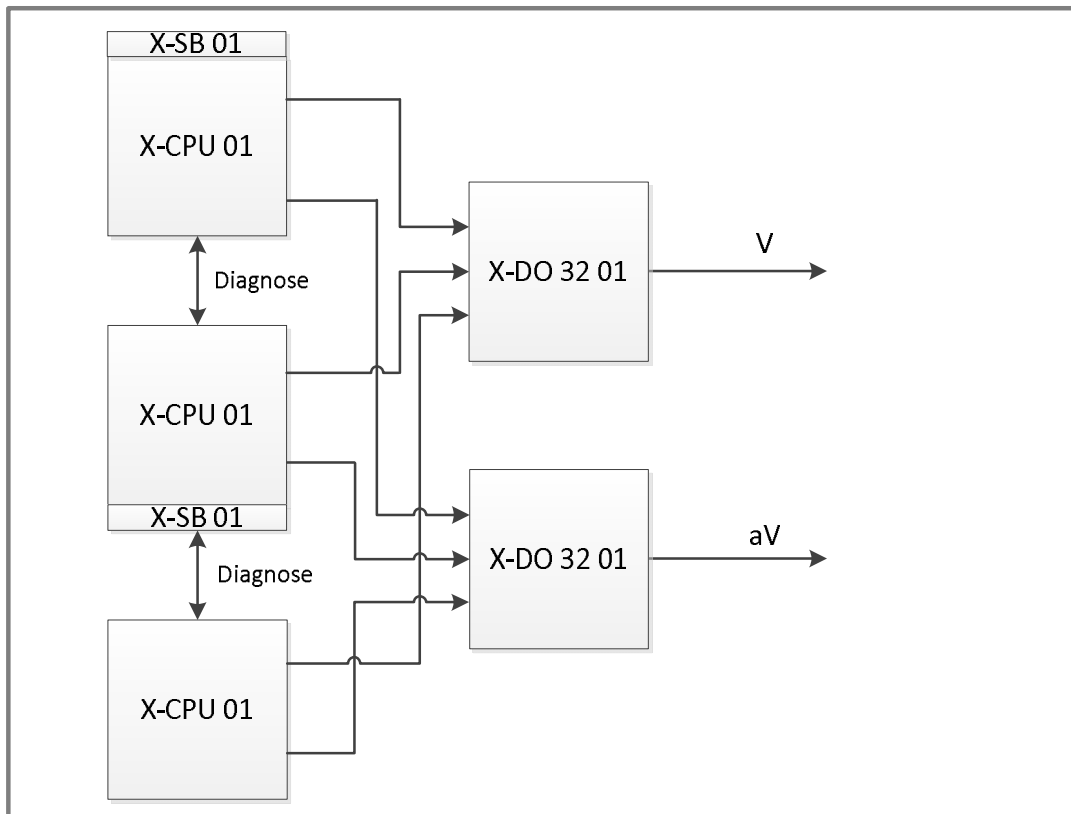 X-SB 01
X-CPU 01
Diagnose
X-CPU 01
X-SB 01
Diagnose
X-CPU 01
X-DO 32 01
V
X-DO 32 01
aV